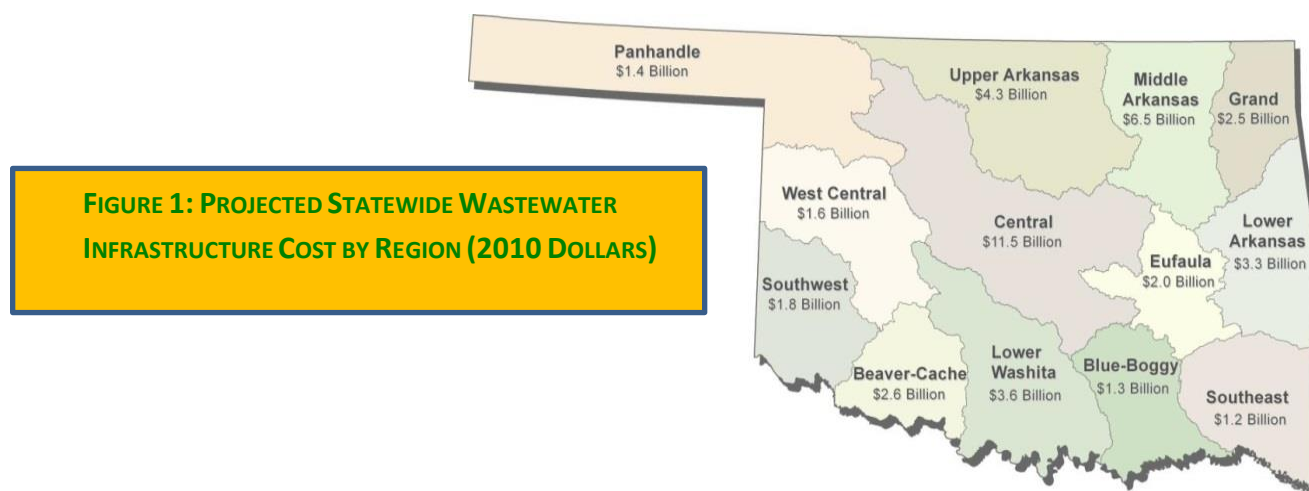 Panhandle
$1.4 Billion
Upper Arkansas
$4.3 Billion
Middle
Arkansas
$6.5 Billion
Grand
$2.5 Billion
FIGURE 1: PROJECTED STATEWIDE WASTEWATER
INFRASTRUCTURE COST BY REGION (2010 DOLLARS)
West Central
$1.6 Billion
Central
$11.5 Billion
Lower
Arkansas
$3.3 Billion
Eufaula
$2.0 Billion
Southwest
$1.8 Billion
Beaver-Cache
$2.6 Billion
Lower
Washita
$3.6 Billion
Blue-Boggy
$1.3 Billion
Southeast
$1.2 Billion